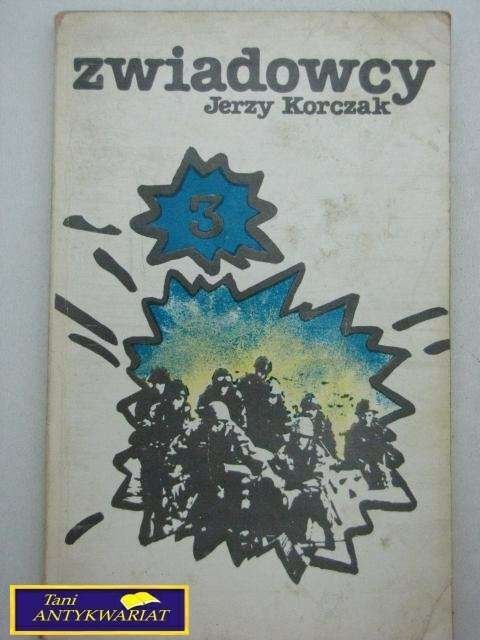 zwiadowcy
Jerzy Korczak
3
Tani
ANTYKWARIAT